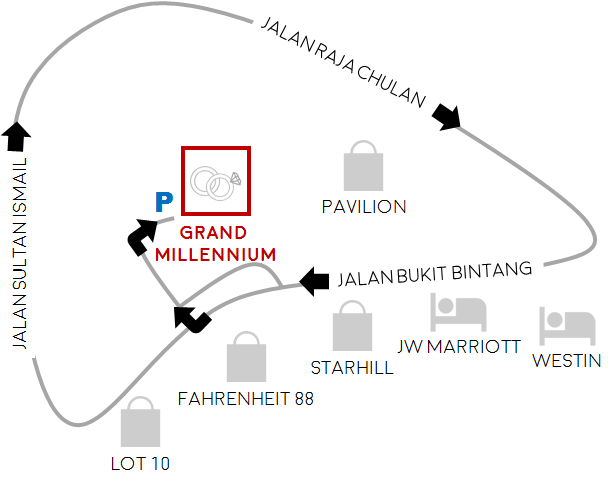 JALAN RAJA CHULAN
JALAN SULTAN ISMAIL
P
PAVILION
GRAND
MILLENNIUM
JALAN BUKIT BINTANG
JW MARRIOTT
WESTIN
STARHILL
FAHRENHEIT 88
LOT 10